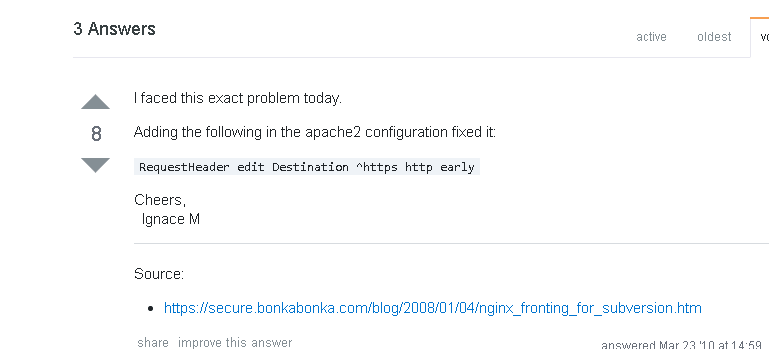 3 Answers
active oldest
I faced this exact problem today.
8
Adding the following in the apache2 configuration fixed it:
RequestHeader edit Destination ^https http early
Cheers,
Ignace M
Source:
https://secure.bonkabonka.com/blog/2008/01/04/nginx_fronting_for_subversion.htm
share improve this answer
answered Mar 23 '10 at 14:59